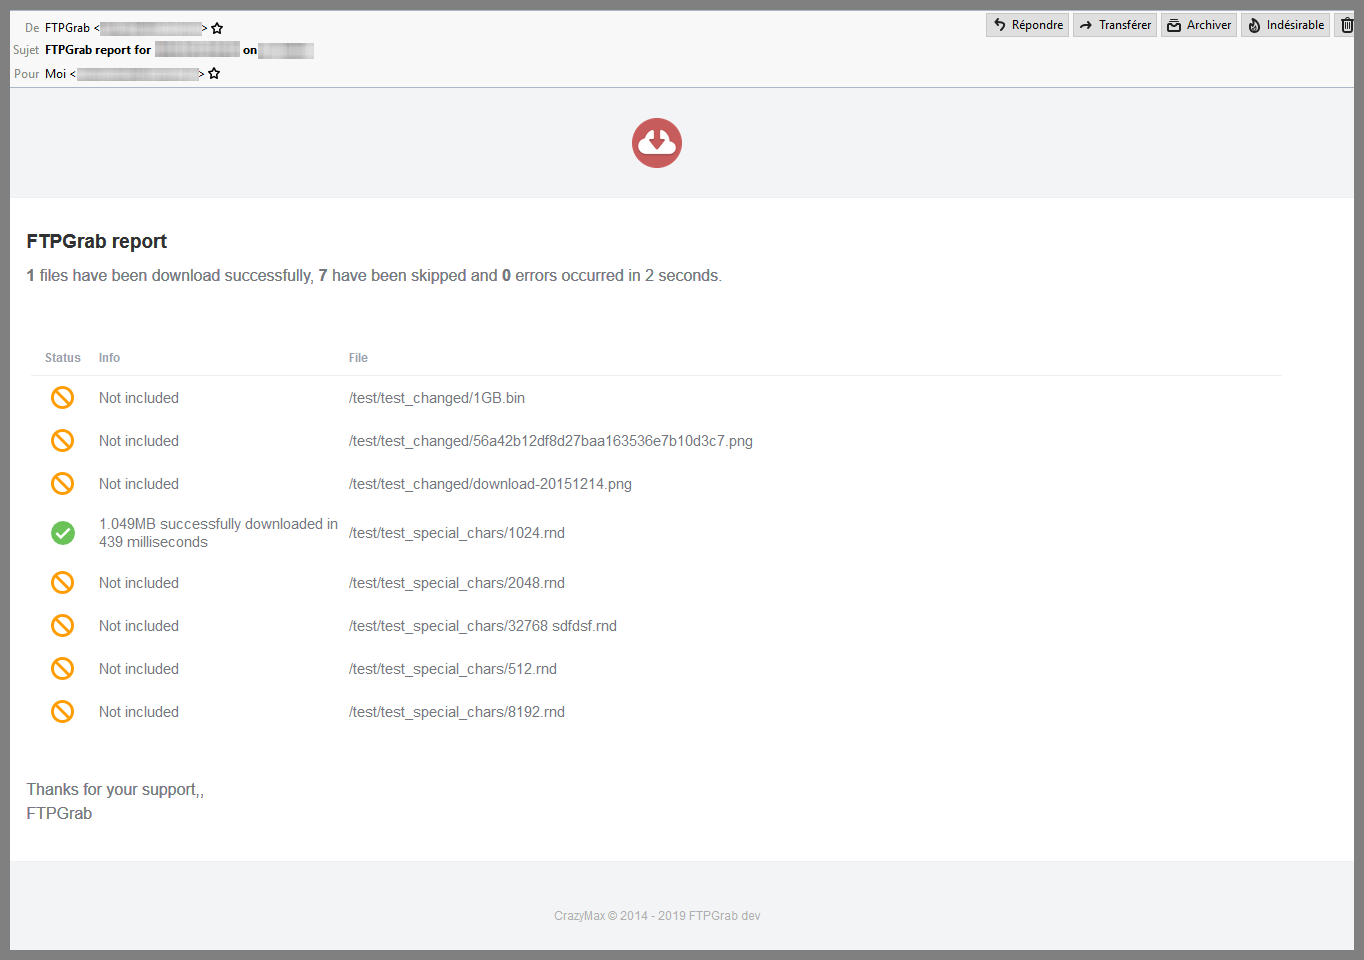 De FTPGrab < >
Répondre Transférer Archiver Indésirable
Sujet FTPGrab report for on
Pour Moi < >
FTPGrab report
1 files have been download successfully, 7 have been skipped and 0 errors occurred in 2 seconds.
Status Info File
Not included /test/test_changed/1GB.bin
Not included /test/test_changed/56a42b12df8d27baa163536e7b10d3c7.png
Not included /test/test_changed/download-20151214.png
1.049MB successfully downloaded in
439 milliseconds
/test/test_special_chars/1024.rnd
Not included /test/test_special_chars/2048.rnd
Not included /test/test_special_chars/32768 sdfdsf.rnd
Not included /test/test_special_chars/512.rnd
Not included /test/test_special_chars/8192.rnd
Thanks for your support,,
FTPGrab
CrazyMax © 2014 - 2019 FTPGrab dev